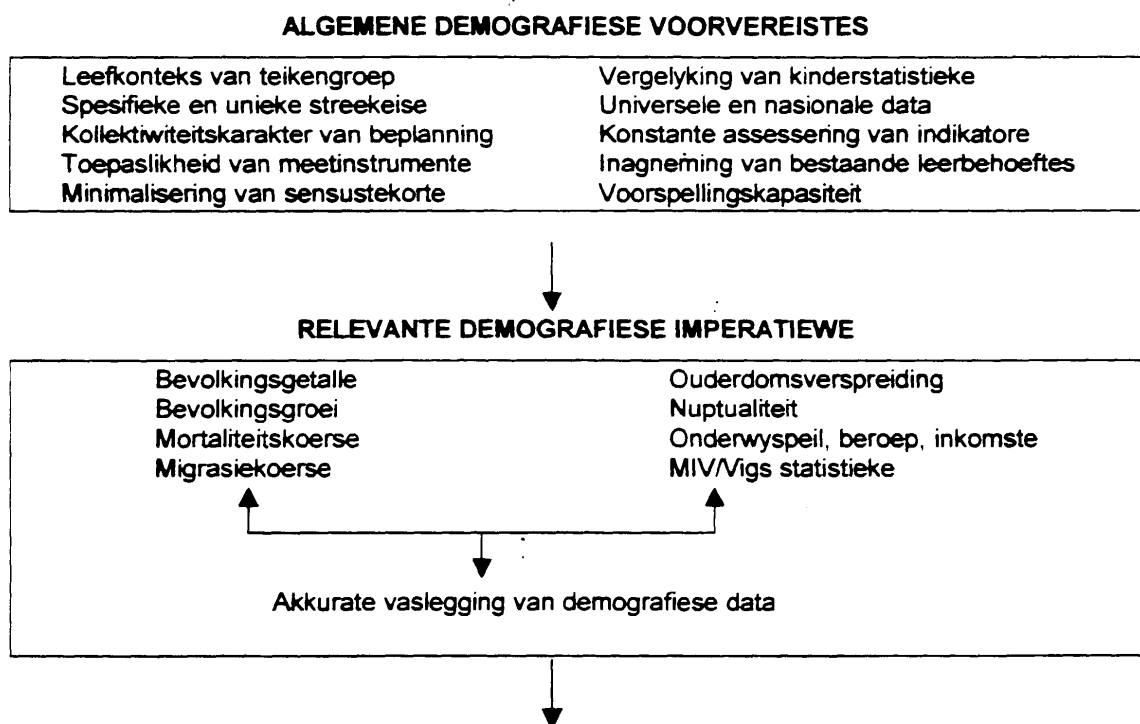 ALGEMENE DEMOGRAFIESE VOORVEREISTES
Leefkonteks van teikengroep
Spesifieke en unieke streekeise
Kollektiwiteitskarakter van beplanning
Toepaslikheid van meetinstrumente
Minimalisering van sensustekorte
Vergelyking van kinderstatistieke
Universele en nasionale data
Konstante assessering van indikatore
Inagneming van bestaande leerbehoeftes
Voorspellingskapasiteit
RELEVANTE DEMOGRAFIESE IMPERATIEWE
Bevolkingsgetalle
Bevolkingsgroei
Mortaliteitskoerse
Migrasiekoerse
Ouderdomsverspreiding
Nuptualiteit
Onderwyspeil, beroep, inkomste
MIV/Vigs statistieke
Akkurate vaslegging van demografiese data